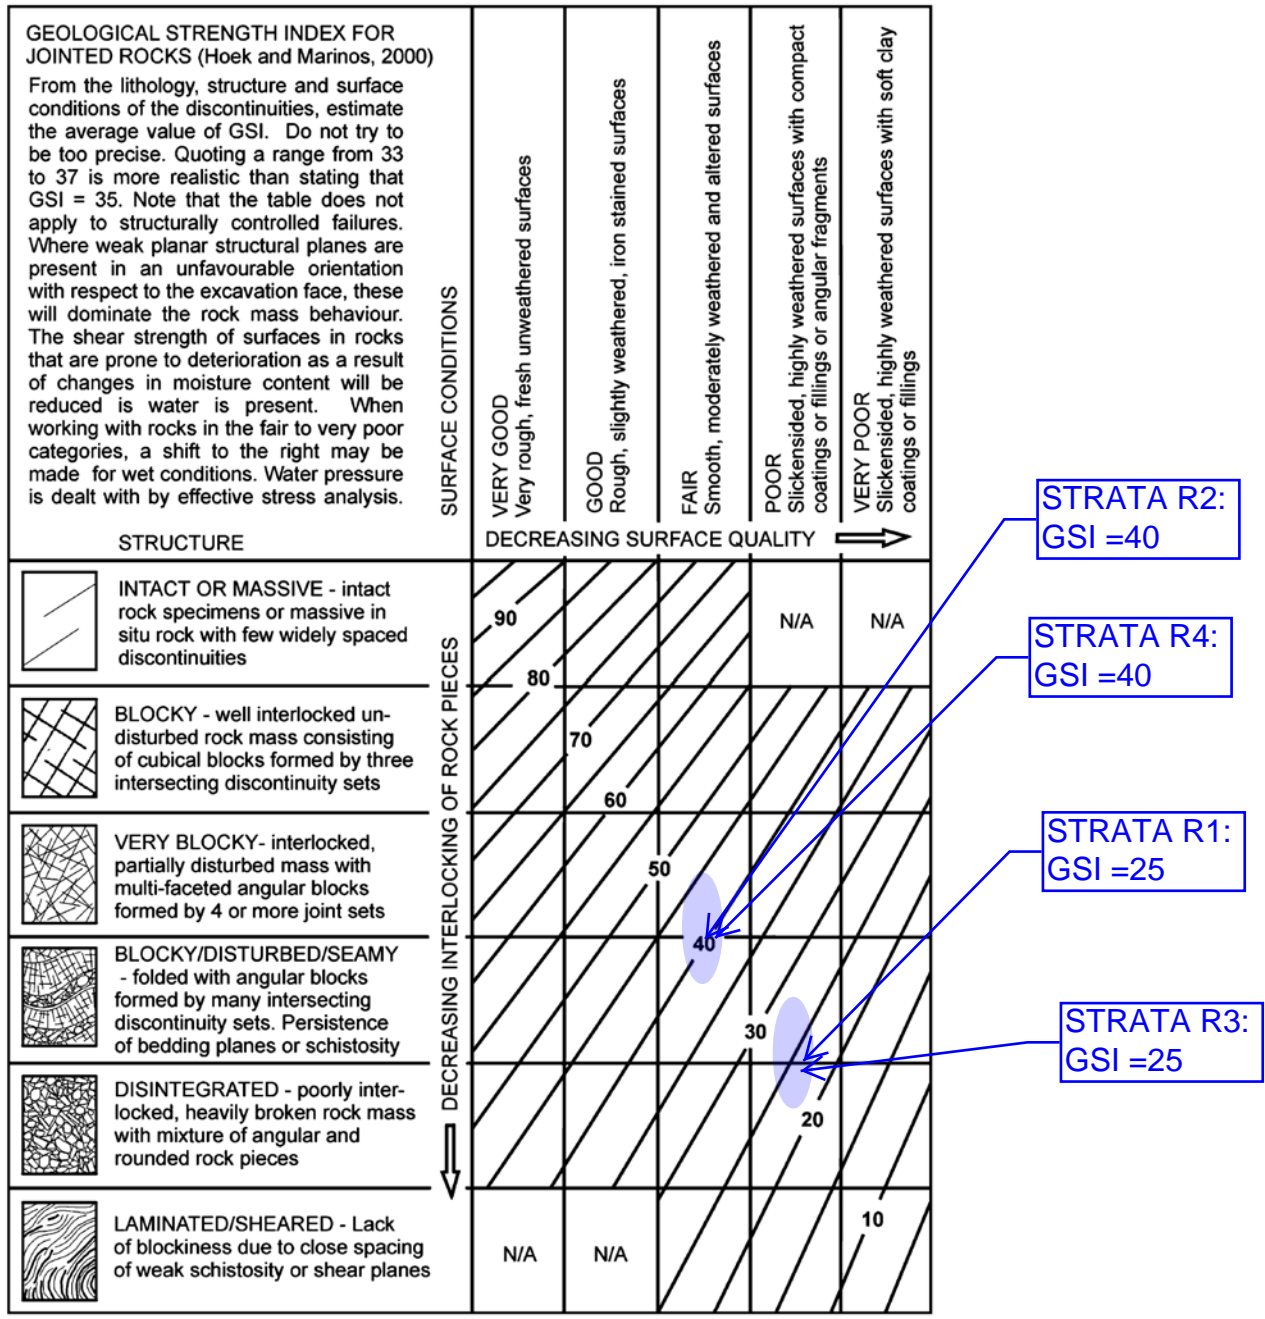 GEOLOGICAL STRENGTH INDEX FOR
JOINTED ROCKS (Hoek and Marinos, 2000)
From the lithology, structure and surface
conditions of the discontinuities, estimate
the average value of GSI. Do not try to
be too precise. Quoting a range from 33
to 37 is more realistic than stating that
GSI = 35. Note that the table does not
apply to structurally controlled failures.
Where weak planar structural planes are
present in an unfavourable orientation
with respect to the excavation face, these
will dominate the rock mass behaviour.
The shear strength of surfaces in rocks
that are prone to deterioration as a result
of changes in moisture content will be
reduced is water is present. When
working with rocks in the fair to very poor
categories, a shift to the right may be
made for wet conditions. Water pressure
is dealt with by effective stress analysis.
STRUCTURE
SURFACE CONDITIONS
VERY GOOD
Very rough, fresh unweathered surfaces
GOOD
Rough, slightly weathered, iron stained surfaces
FAIR
Smooth, moderately weathered and altered surfaces
POOR
Slickensided, highly weathered surfaces with compact
coatings or fillings or angular fragments
VERY POOR
Slickensided, highly weathered surfaces with soft clay
coatings or fillings
DECREASING SURFACE QUALITY
DECREASING INTERLOCKING OF ROCK PIECES
INTACT OR MASSIVE - intact
rock specimens or massive in
situ rock with few widely spaced
discontinuities
BLOCKY - well interlocked un-
disturbed rock mass consisting
of cubical blocks formed by three
intersecting discontinuity sets
VERY BLOCKY- interlocked,
partially disturbed mass with
multi-faceted angular blocks
formed by 4 or more joint sets
BLOCKY/DISTURBED/SEAMY
- folded with angular blocks
formed by many intersecting
discontinuity sets. Persistence
of bedding planes or schistosity
DISINTEGRATED - poorly inter-
locked, heavily broken rock mass
with mixture of angular and
rounded rock pieces
LAMINATED/SHEARED - Lack
of blockiness due to close spacing
of weak schistosity or shear planes
90
N/A
N/A
80
70
60
50
40
30
20
10
N/A
N/A
STRATA R2:
GSI =40
STRATA R4:
GSI =40
STRATA R1:
GSI =25
STRATA R3:
GSI =25